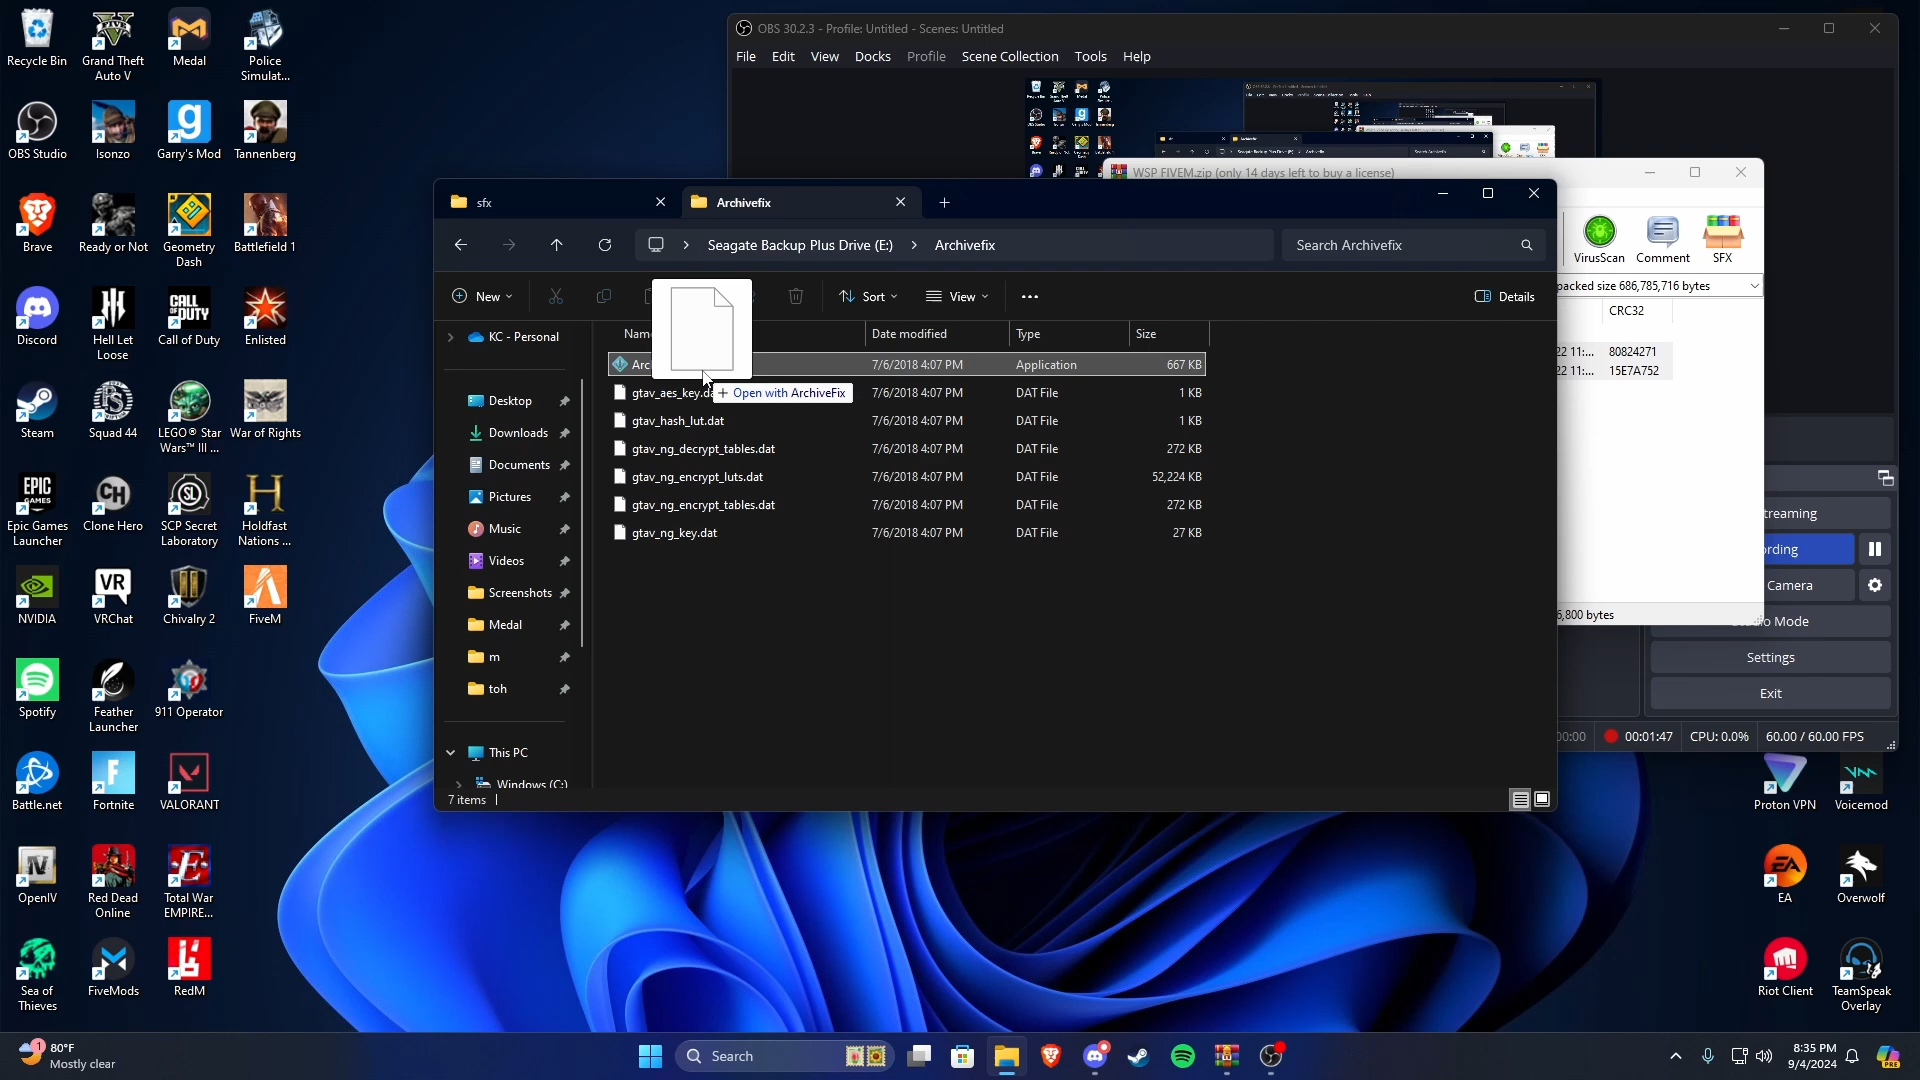 Recycle Bin
Grand Theft
Auto V
Medal
Police
Simulat...
OBS Studio
Isonzo
Garry's Mod
Tannenberg
Brave
Ready or Not
Geometry
Dash
Battlefield 1
Discord
Hell Let
Loose
Call of Duty
Enlisted
Steam
Squad 44
LEGO® Star
Wars™ III ...
War of Rights
Epic Games
Launcher
Clone Hero
SCP Secret
Laboratory
Holdfast
Nations ...
NVIDIA
VRChat
Chivalry 2
FiveM
Spotify
Feather
Launcher
911 Operator
Battle.net
Fortnite
VALORANT
OpenIV
Red Dead
Online
Total War
EMPIRE...
Sea of
Thieves
FiveMods
RedM
OBS 30.2.3 - Profile: Untitled - Scenes: Untitled
File Edit View Docks Profile Scene Collection Tools Help
WSP FIVEM.zip (only 14 days left to buy a license)
VirusScan Comment SFX
packed size 686,785,716 bytes
CRC32
22 11:... 80824271
22 11:... 15E7A752
6,800 bytes
sfx
Archivefix
Seagate Backup Plus Drive (E:) > Archivefix
Search Archivefix
New
Sort
View
Details
KC - Personal
Desktop
Downloads
Documents
Pictures
Music
Videos
Screenshots
Medal
m
toh
This PC
Windows (C:)
Name Date modified Type Size
Arc 7/6/2018 4:07 PM Application 667 KB
gtav_aes_key.da 7/6/2018 4:07 PM DAT File 1 KB
+ Open with ArchiveFix
gtav_hash_lut.dat 7/6/2018 4:07 PM DAT File 1 KB
gtav_ng_decrypt_tables.dat 7/6/2018 4:07 PM DAT File 272 KB
gtav_ng_encrypt_luts.dat 7/6/2018 4:07 PM DAT File 52,224 KB
gtav_ng_encrypt_tables.dat 7/6/2018 4:07 PM DAT File 272 KB
gtav_ng_key.dat 7/6/2018 4:07 PM DAT File 27 KB
7 items
treaming
ording
Camera
o Mode
Settings
Exit
00:00
00:01:47
CPU: 0.0%
60.00 / 60.00 FPS
Proton VPN
Voicemod
EA
Overwolf
Riot Client
TeamSpeak
Overlay
1
80°F
Mostly clear
Search
8:35 PM
9/4/2024
PRE